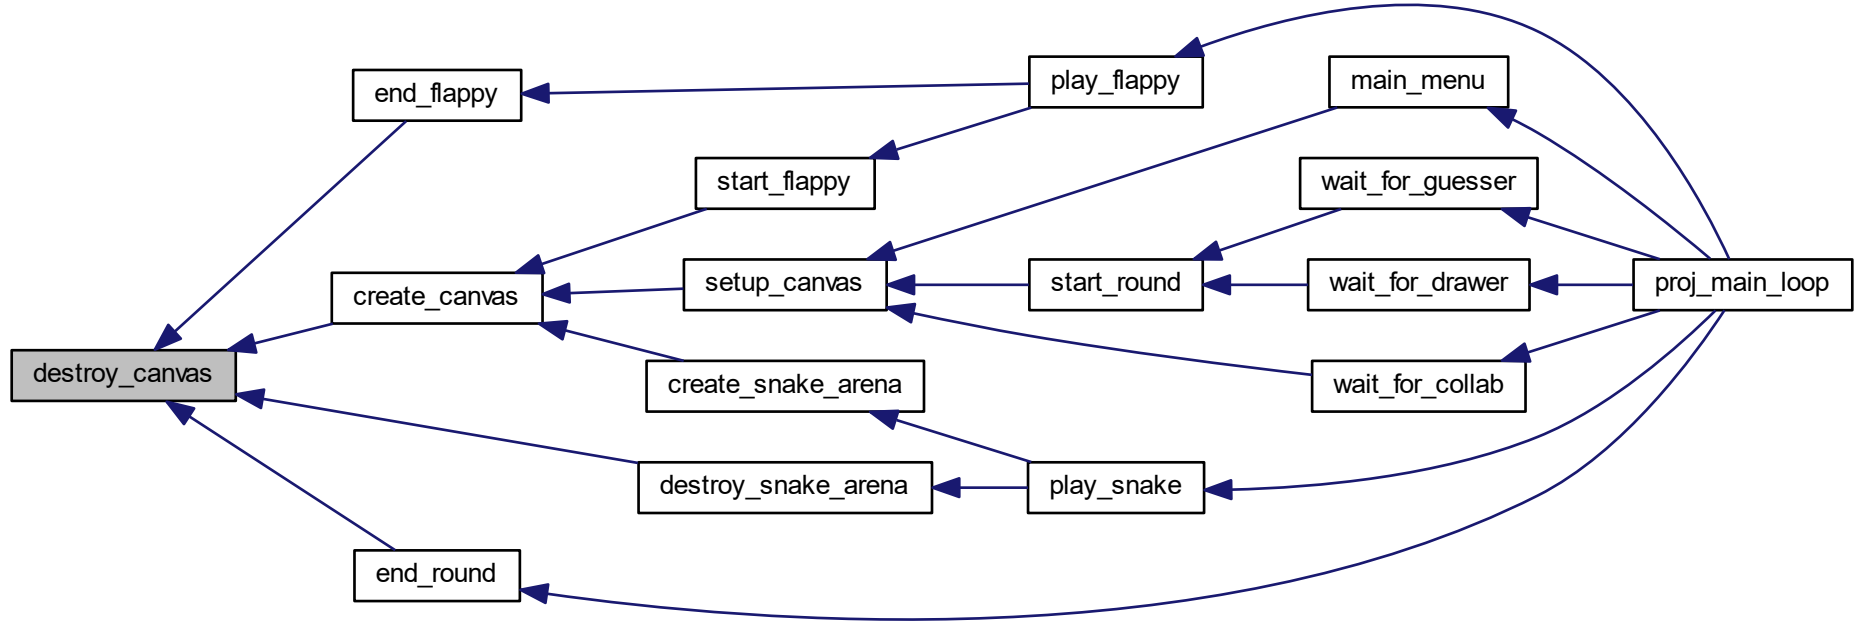 play_flappy
main_menu
end_flappy
start_flappy
wait_for_guesser
create_canvas
setup_canvas
start_round
wait_for_drawer
proj_main_loop
destroy_canvas
create_snake_arena
wait_for_collab
destroy_snake_arena
play_snake
end_round